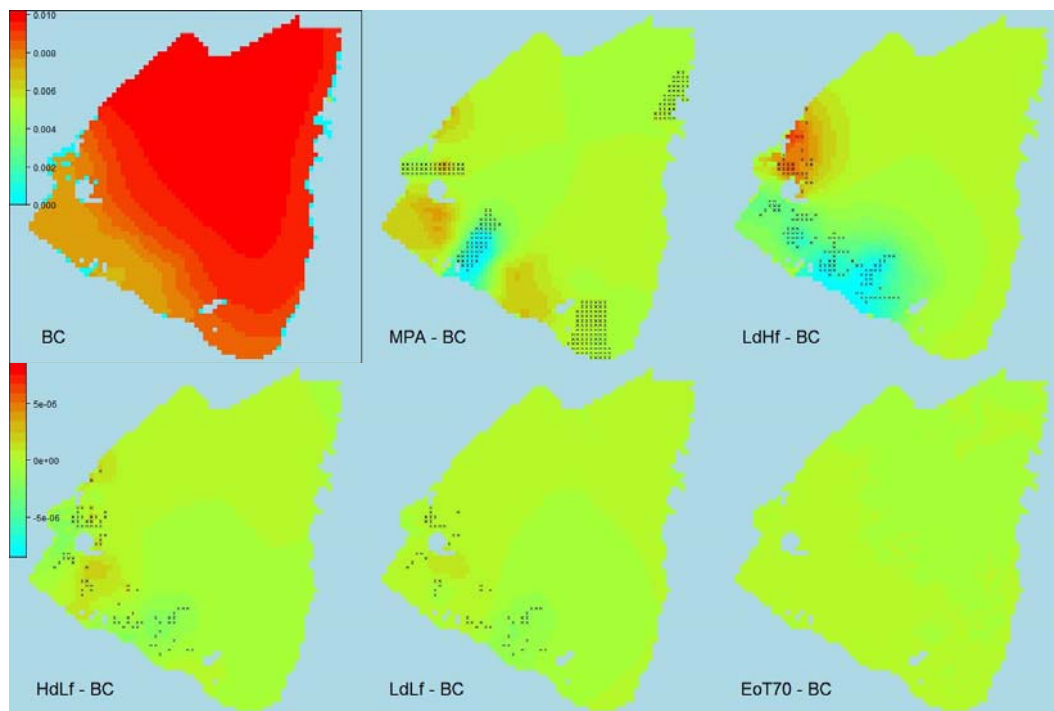 0.010
0.008
0.006
0.004
0.002
0.000
BC
MPA - BC
LdHf - BC
5e-06
0e+00
-5e-06
HdLf - BC
LdLf - BC
EoT70 - BC